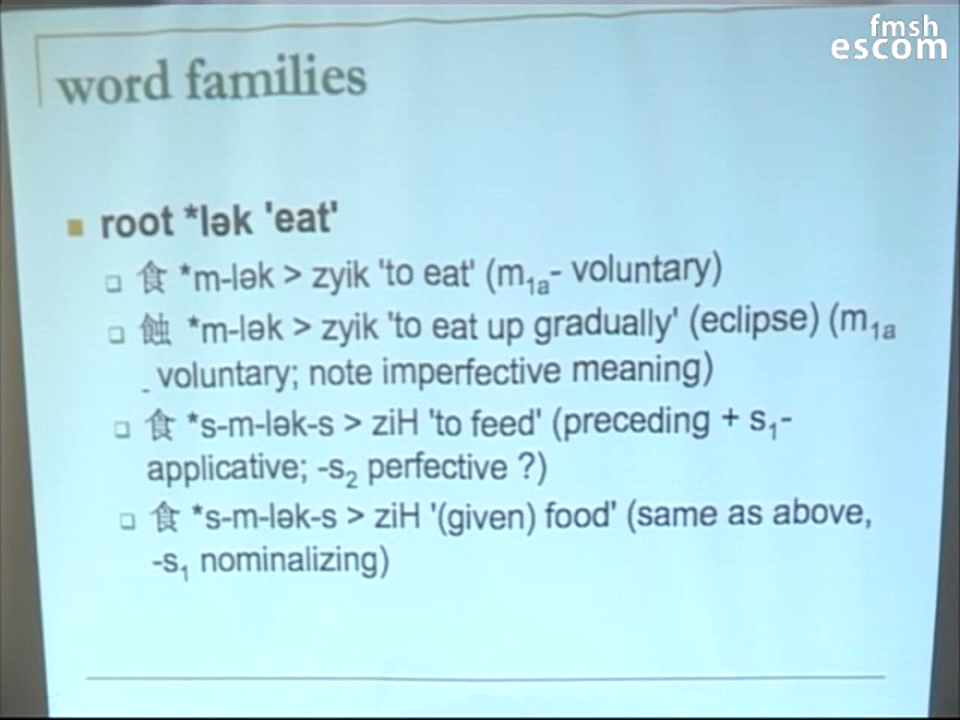 fmsh
escom
word families
root *lək 'eat'
食 *m-lək > zyik 'to eat' (m1a- voluntary)
蝕 *m-lək > zyik 'to eat up gradually' (eclipse) (m1a
- voluntary; note imperfective meaning)
食 *s-m-lək-s > ziH 'to feed' (preceding + s1-
applicative; -s2 perfective ?)
食 *s-m-lək-s > ziH '(given) food' (same as above,
-s1 nominalizing)